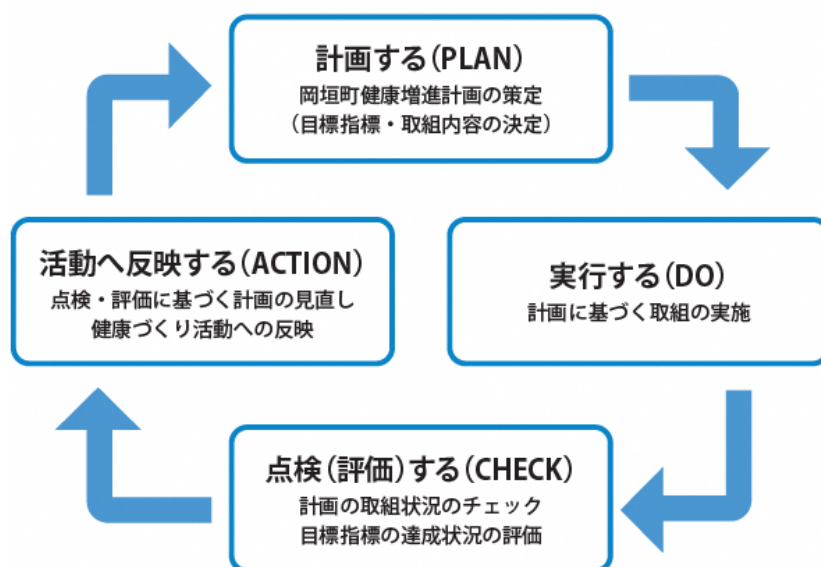 計画する(PLAN)
岡垣町健康増進計画の策定
(目標指標・取組内容の決定)
実行する(DO)
計画に基づく取組の実施
点検(評価)する(CHECK)
計画の取組状況のチェック
目標指標の達成状況の評価
活動へ反映する(ACTION)
点検・評価に基づく計画の見直し
健康づくり活動への反映